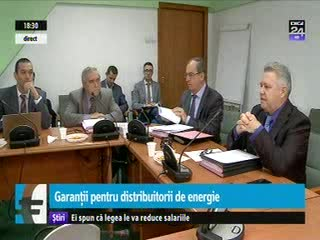 18:30
direct
DIGI 24
HD
Garanții pentru distribuitorii de energie
Știri Ei spun că legea le va reduce salariile